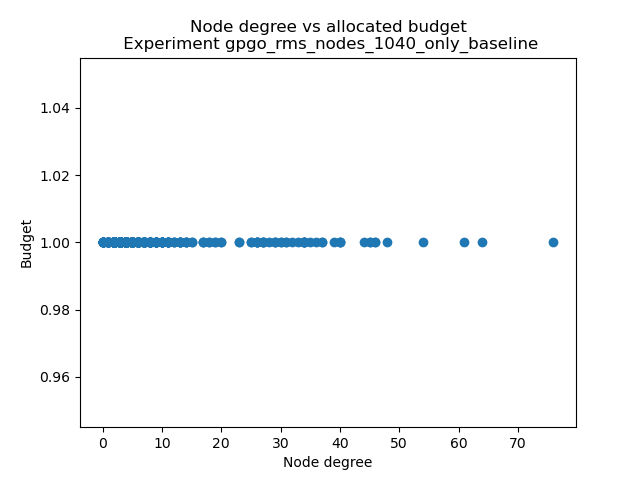 Node degree vs allocated budget
Experiment gpgo_rms_nodes_1040_only_baseline
1.04
1.02
1.00
0.98
0.96
Budget
0 10 20 30 40 50 60 70
Node degree